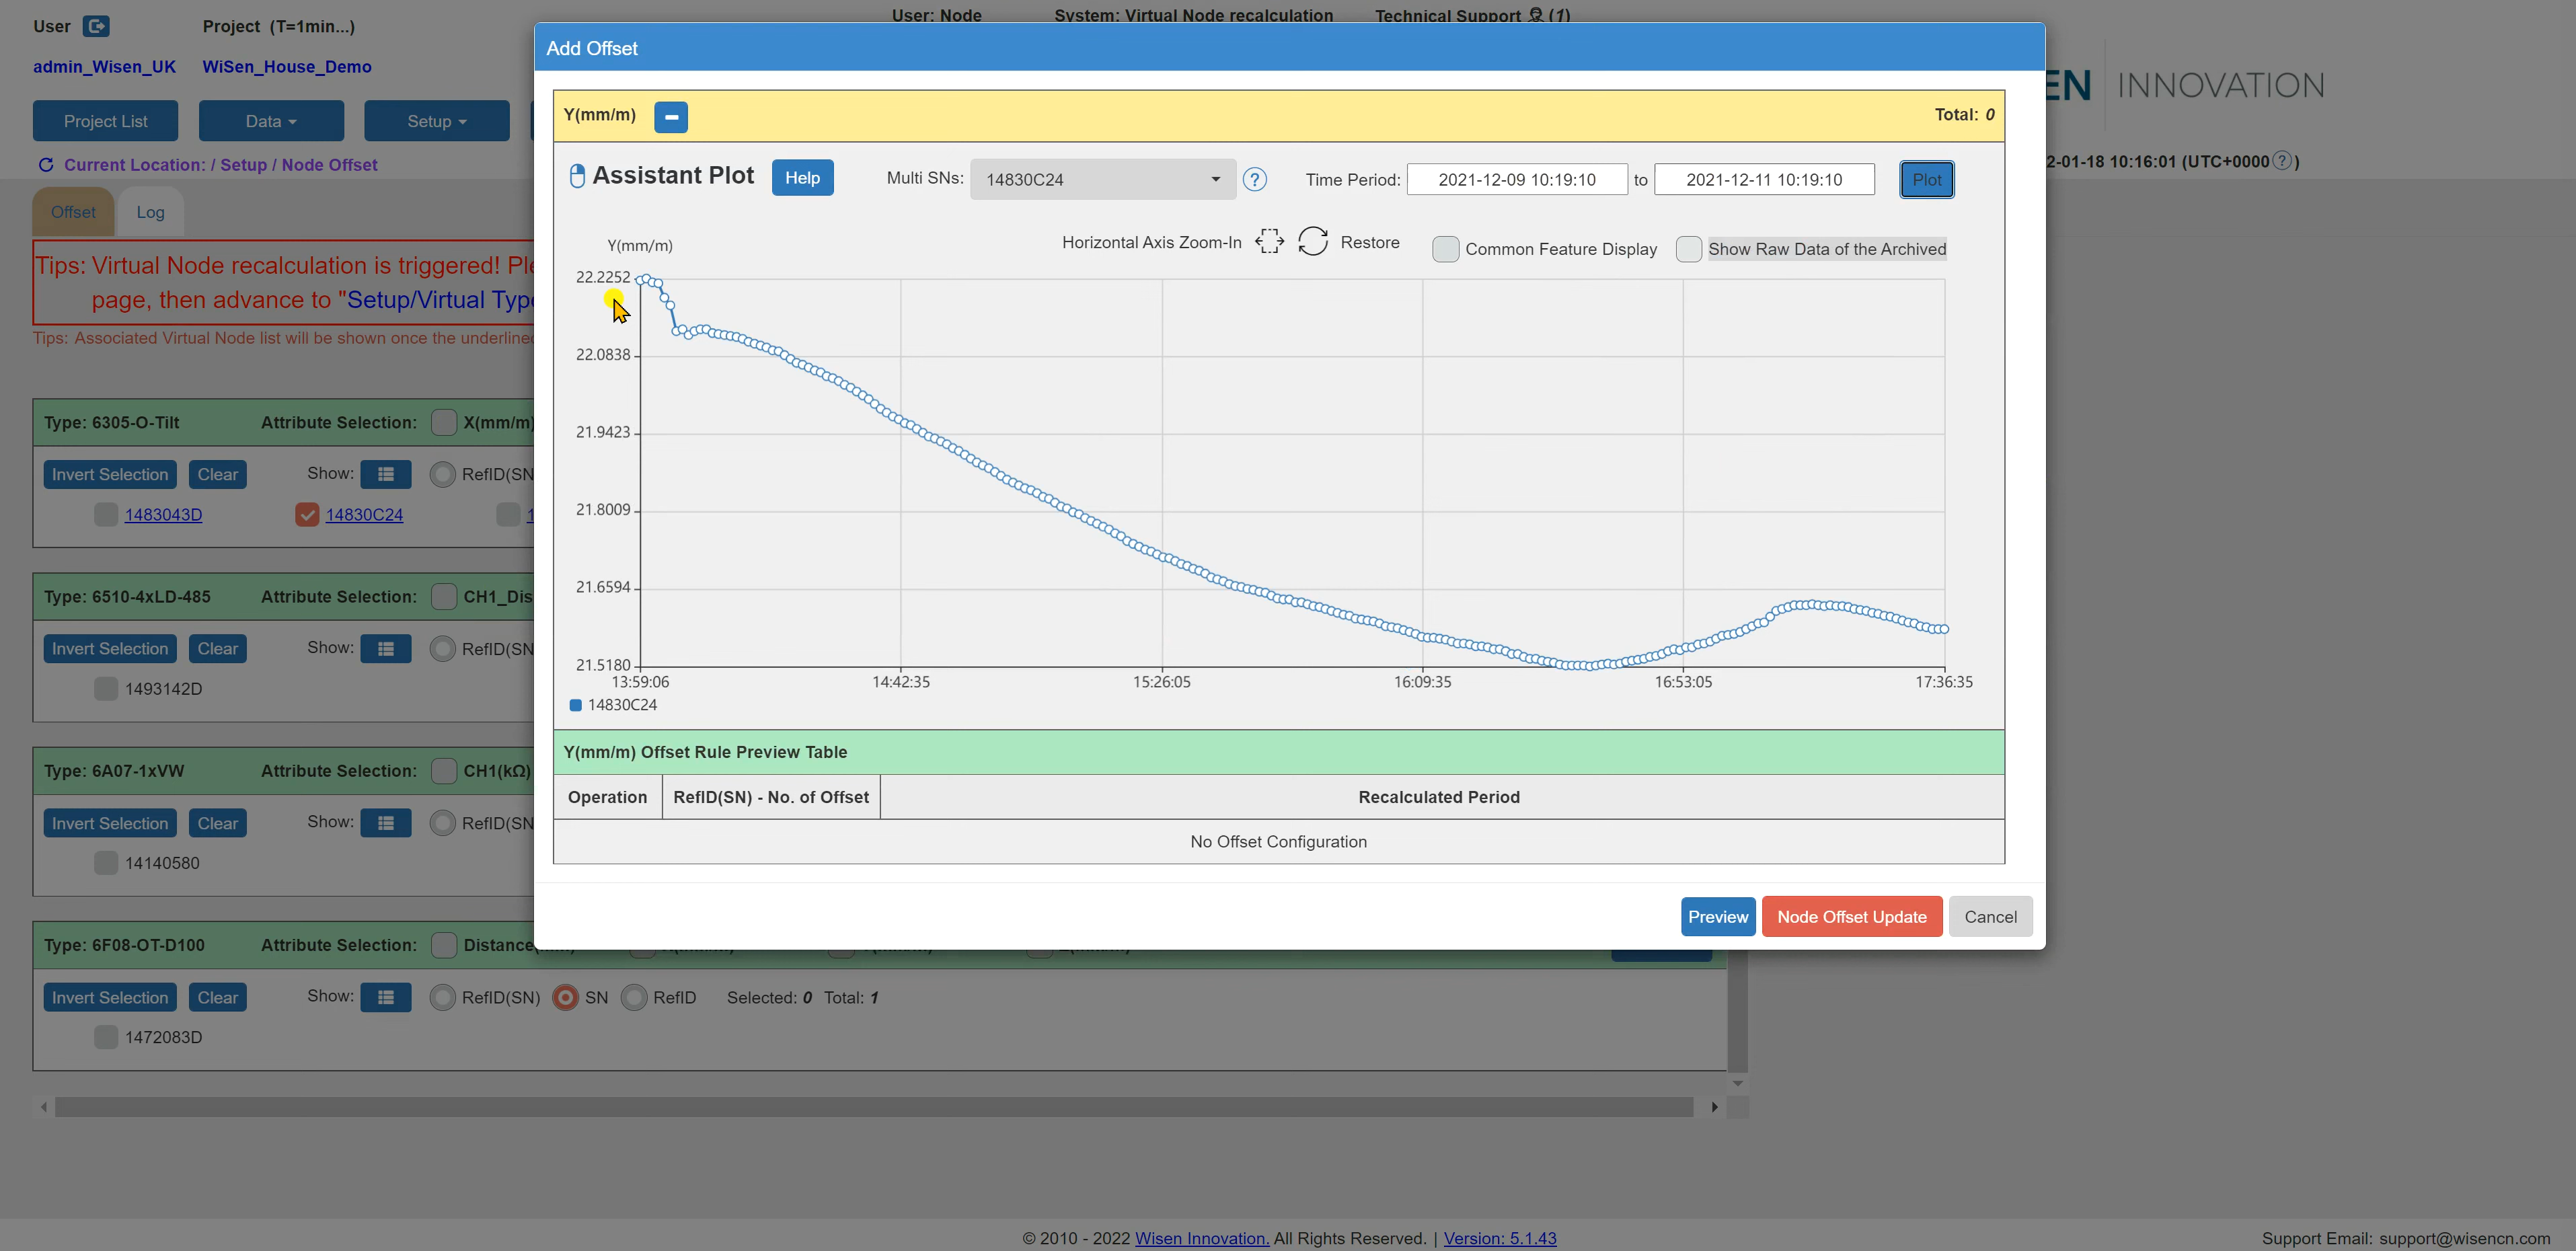 User
Project (T=1min...)
User: Node
System: Virtual Node recalculation
Technical Support (1)
admin_Wisen_UK
WiSen_House_Demo
EN INNOVATION
Project List
Data
Setup
2-01-18 10:16:01 (UTC+0000 ? )
Current Location: / Setup / Node Offset
Offset
Log
Tips: Virtual Node recalculation is triggered!
page, then advance to "Setup/Virtual
Tips: Associated Virtual Node list will be shown once the
Type: 6305-O-Tilt Attribute Selection: X(mm/m)
Invert Selection Clear Show: RefID(SN
1483043D 14830C24 1
Type: 6510-4xLD-485 Attribute Selection: CH1_Dis
Invert Selection Clear Show: RefID(SN
1493142D
Type: 6A07-1xVW Attribute Selection: CH1(kΩ)
Invert Selection Clear Show: RefID(SN
14140580
Type: 6F08-OT-D100 Attribute Selection: Distance
Invert Selection Clear Show: RefID(SN) SN RefID Selected: 0 Total: 1
1472083D
Add Offset
Y(mm/m) Total: 0
Assistant Plot Help Multi SNs: 14830C24 ? Time Period: 2021-12-09 10:19:10 to 2021-12-11 10:19:10 Plot
Y(mm/m) Horizontal Axis Zoom-In Restore Common Feature Display Show Raw Data of the Archived
22.2252
22.0838
21.9423
21.8009
21.6594
21.5180
13:59:06 14:42:35 15:26:05 16:09:35 16:53:05 17:36:35
14830C24
Y(mm/m) Offset Rule Preview Table
Operation RefID(SN) - No. of Offset Recalculated Period
No Offset Configuration
Preview Node Offset Update Cancel
© 2010 - 2022 Wisen Innovation. All Rights Reserved. | Version: 5.1.43
Support Email: support@wisencn.com